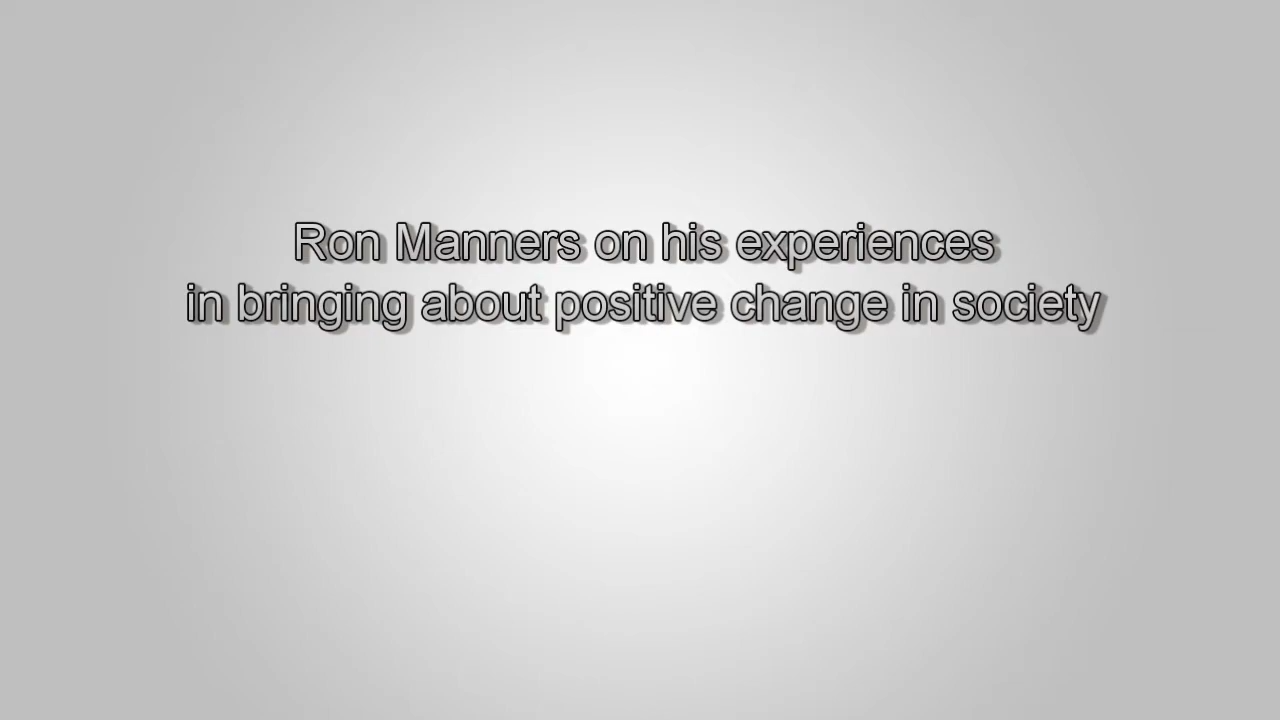 Ron Manners on his experiences
in bringing about positive change in society